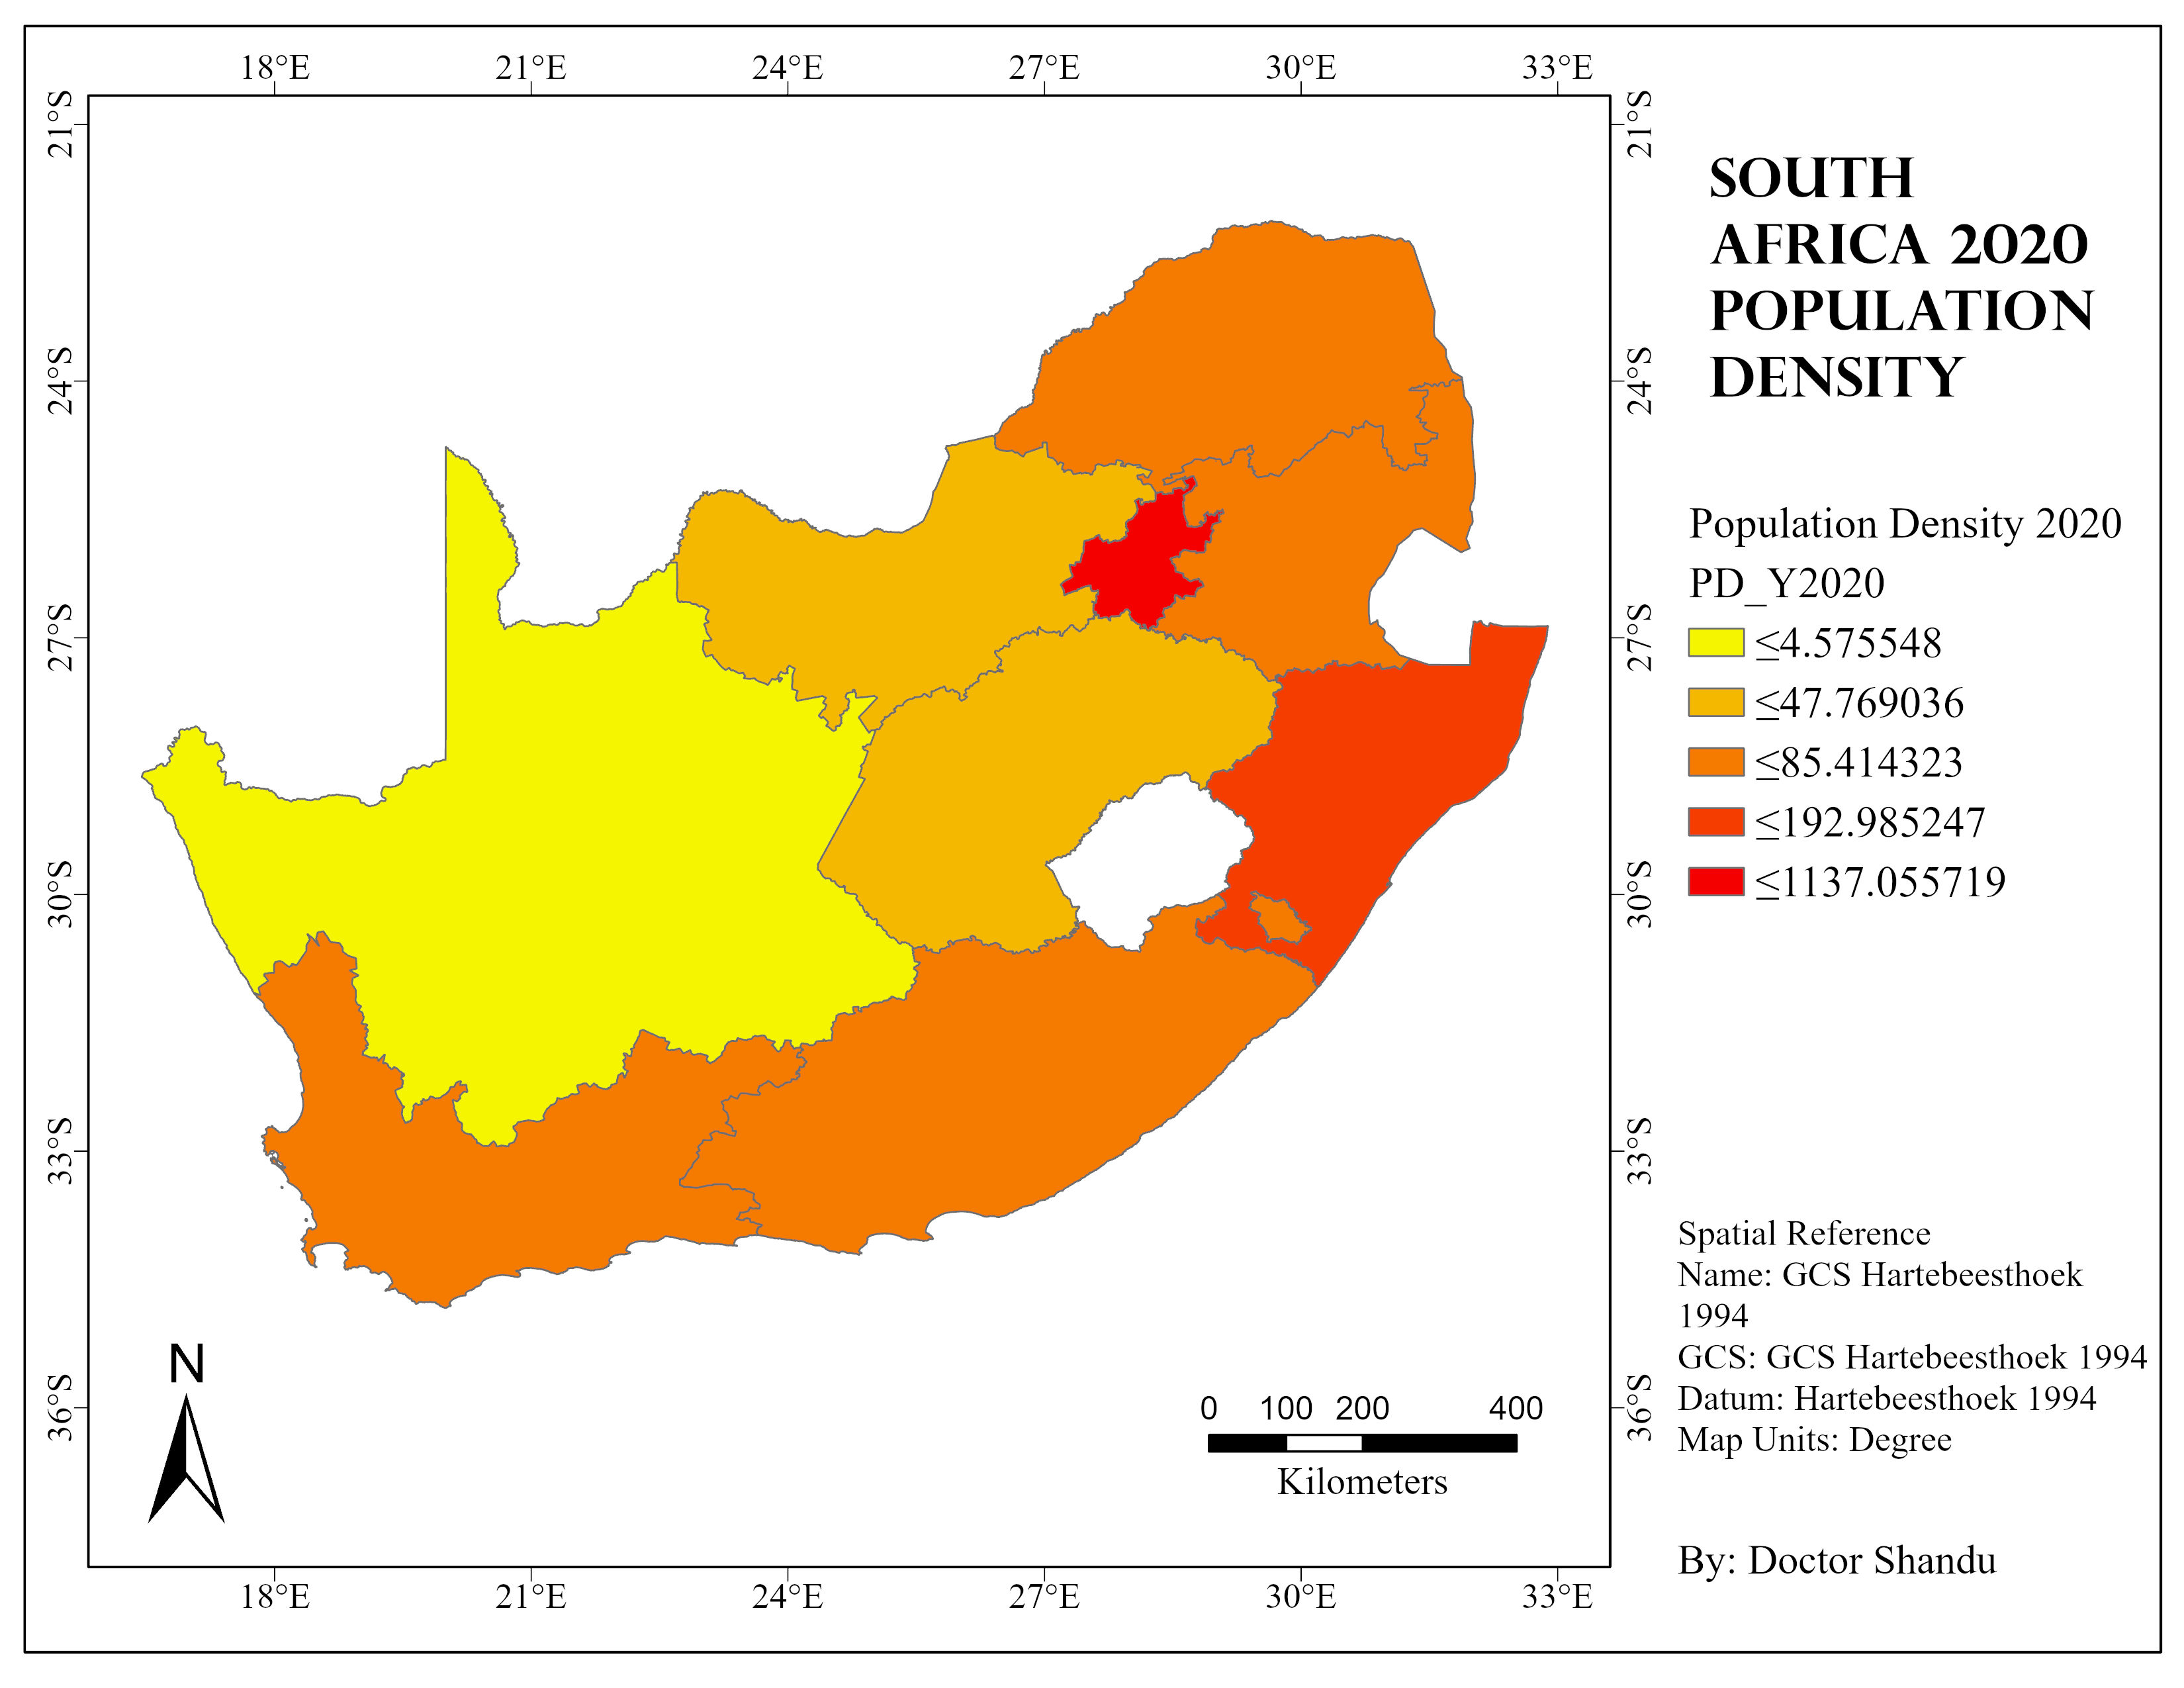 18°E 21°E 24°E 27°E 30°E 33°E
21°S
24°S
27°S
30°S
33°S
36°S
21°S
24°S
27°S
30°S
33°S
36°S
SOUTH
AFRICA 2020
POPULATION
DENSITY
Population Density 2020
PD_Y2020
≤4.575548
≤47.769036
≤85.414323
≤192.985247
≤1137.055719
Spatial Reference
Name: GCS Hartebeesthoek
1994
GCS: GCS Hartebeesthoek 1994
Datum: Hartebeesthoek 1994
Map Units: Degree
N
0 100 200 400
Kilometers
By: Doctor Shandu
18°E 21°E 24°E 27°E 30°E 33°E